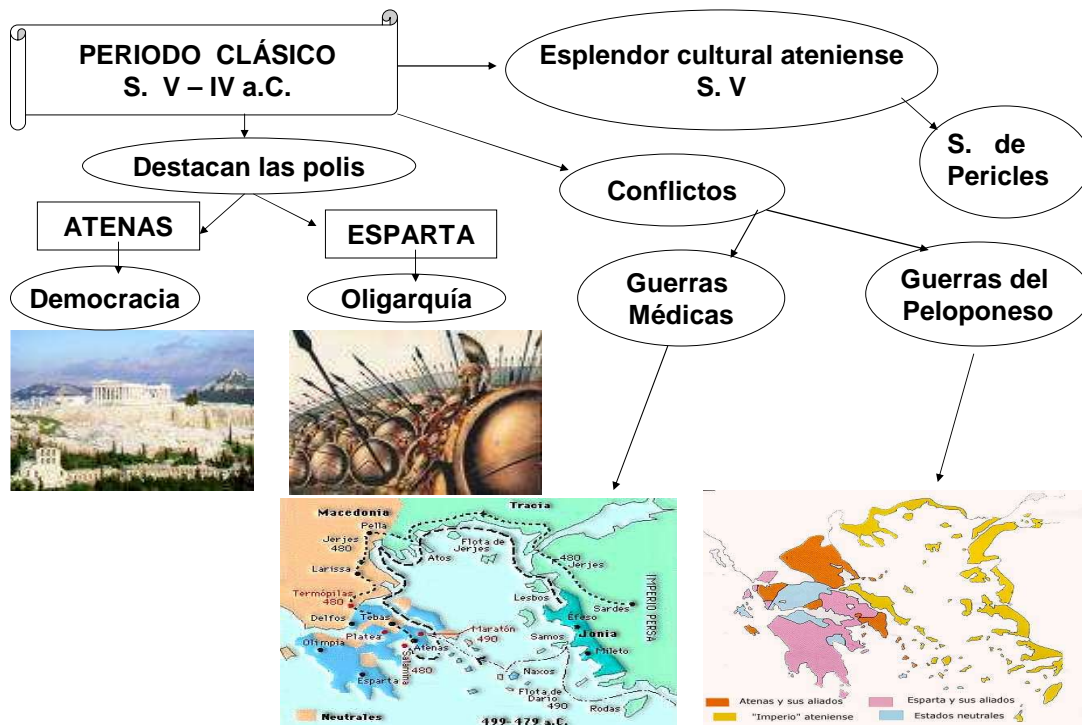 PERIODO CLÁSICO
S. V – IV a.C.
Esplendor cultural ateniense
S. V
S. de
Pericles
Destacan las polis
Conflictos
ATENAS
ESPARTA
Democracia
Oligarquía
Guerras
Médicas
Guerras del
Peloponeso
Macedonia
Tracia
Pella
Jerjes
480
Flota de
Jerjes
Atos
480
Jerjes
Larissa
Termópilas
480
Lesbos
Sardes
IMPERIO PERSA
Delfos
Tebas
Efeso
Platea
Maratón
490
Samos
Jonia
Olimpia
Atenas
Salamina
480
Mileto
Esparta
Naxos
Flota de
Darío
490
Rodas
Neutrales
499-479 a.C.
Atenas y sus aliados
Esparta y sus aliados
"Imperio" ateniense
Estados neutrales